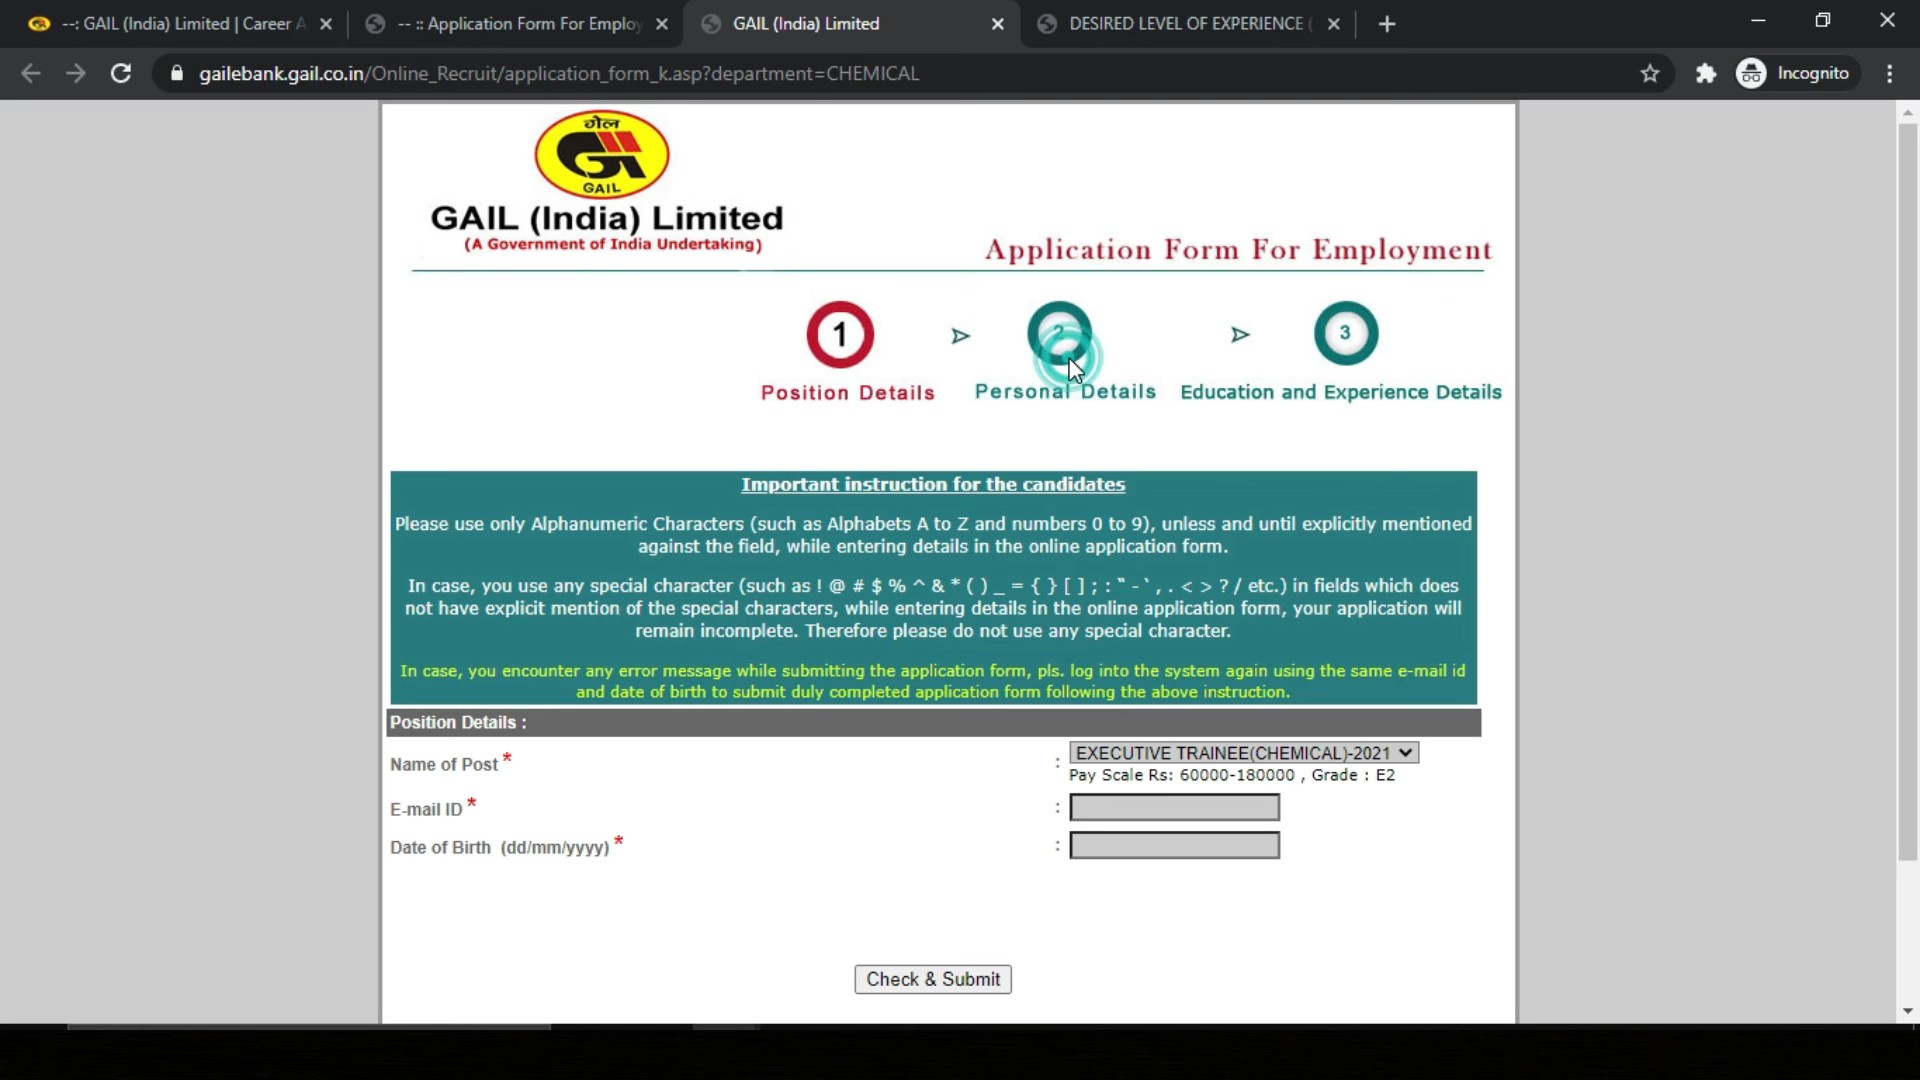 --: GAIL (India) Limited | Career A
-- :: Application Form For Employ
GAIL (India) Limited
DESIRED LEVEL OF EXPERIENCE (
gailebank.gail.co.in/Online_Recruit/application_form_k.asp?department=CHEMICAL
Incognito
गेल
GAIL
GAIL (India) Limited
(A Government of India Undertaking)
Application Form For Employment
1
2
3
Position Details
Personal Details
Education and Experience Details
Important instruction for the candidates
Please use only Alphanumeric Characters (such as Alphabets A to Z and numbers 0 to 9), unless and until explicitly mentioned
against the field, while entering details in the online application form.
In case, you use any special character (such as ! @ # $ % ^ & * ( ) _ = { } [ ] ; : " - ` , . < > ? / etc.) in fields which does
not have explicit mention of the special characters, while entering details in the online application form, your application will
remain incomplete. Therefore please do not use any special character.
In case, you encounter any error message while submitting the application form, pls. log into the system again using the same e-mail id
and date of birth to submit duly completed application form following the above instruction.
Position Details :
Name of Post * : EXECUTIVE TRAINEE(CHEMICAL)-2021
Pay Scale Rs: 60000-180000 , Grade : E2
E-mail ID * :
Date of Birth (dd/mm/yyyy) * :
Check & Submit